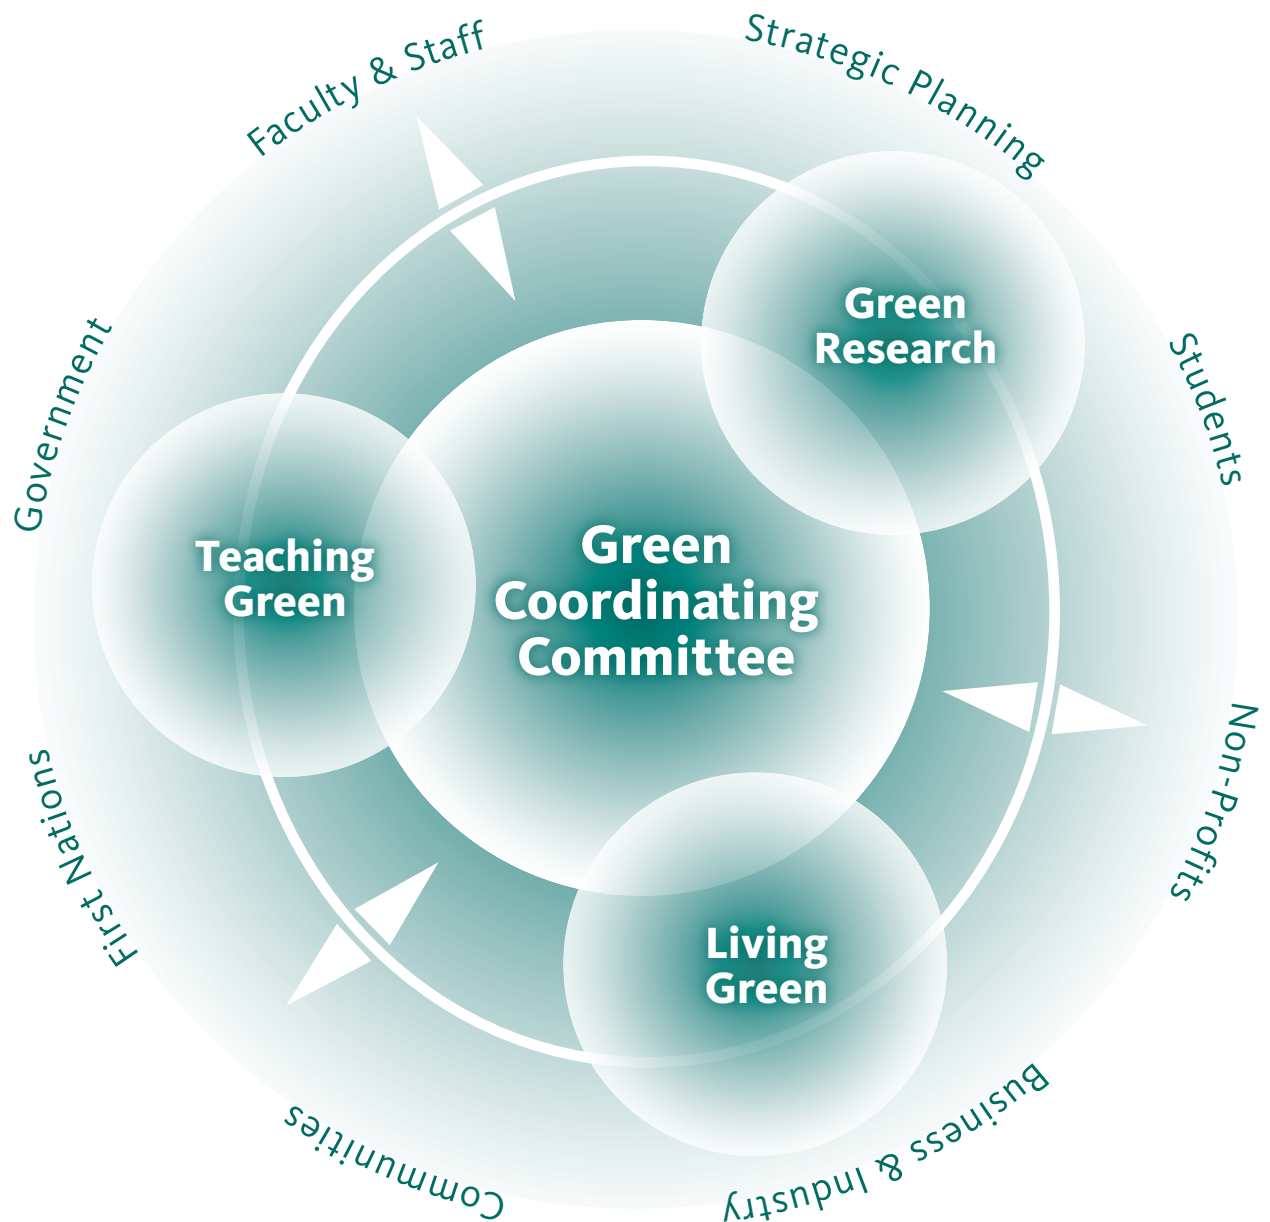 Faculty & Staff
Strategic Planning
Students
Non-Profits
Business & Industry
Communities
First Nations
Government
Green
Research
Teaching
Green
Green
Coordinating
Committee
Living
Green